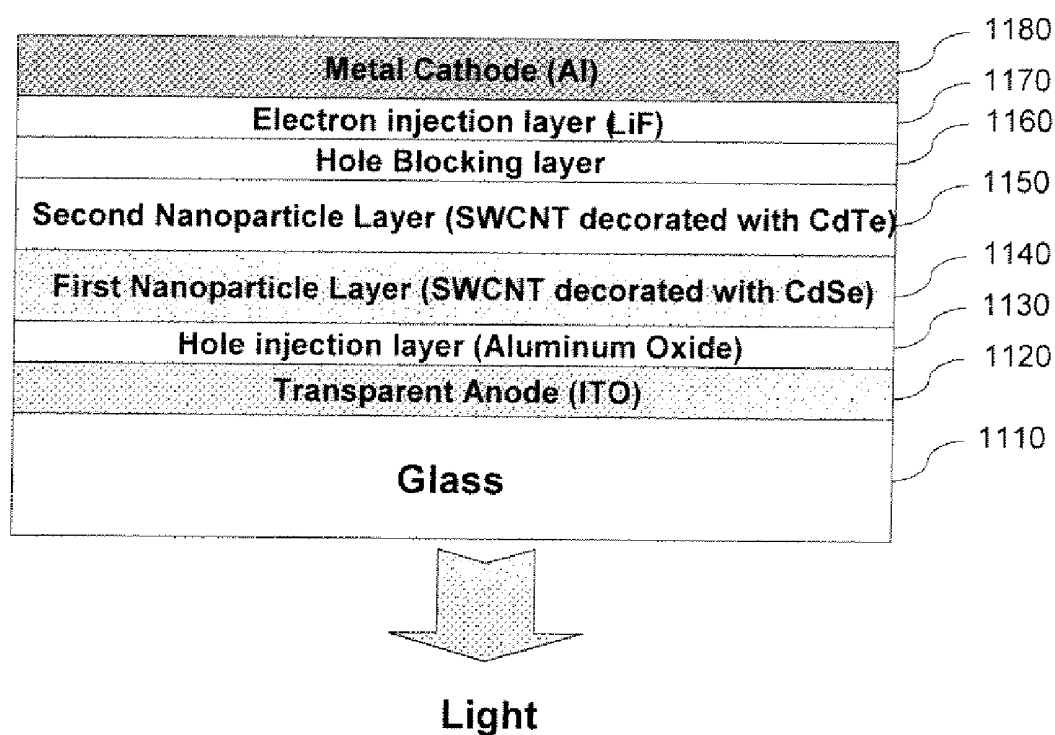 1180
Metal Cathode (Al)
1170
Electron injection layer (LiF)
1160
Hole Blocking layer
1150
Second Nanoparticle Layer (SWCNT decorated with CdTe)
1140
First Nanoparticle Layer (SWCNT decorated with CdSe)
1130
Hole injection layer (Aluminum Oxide)
1120
Transparent Anode (ITO)
1110
Glass
Light